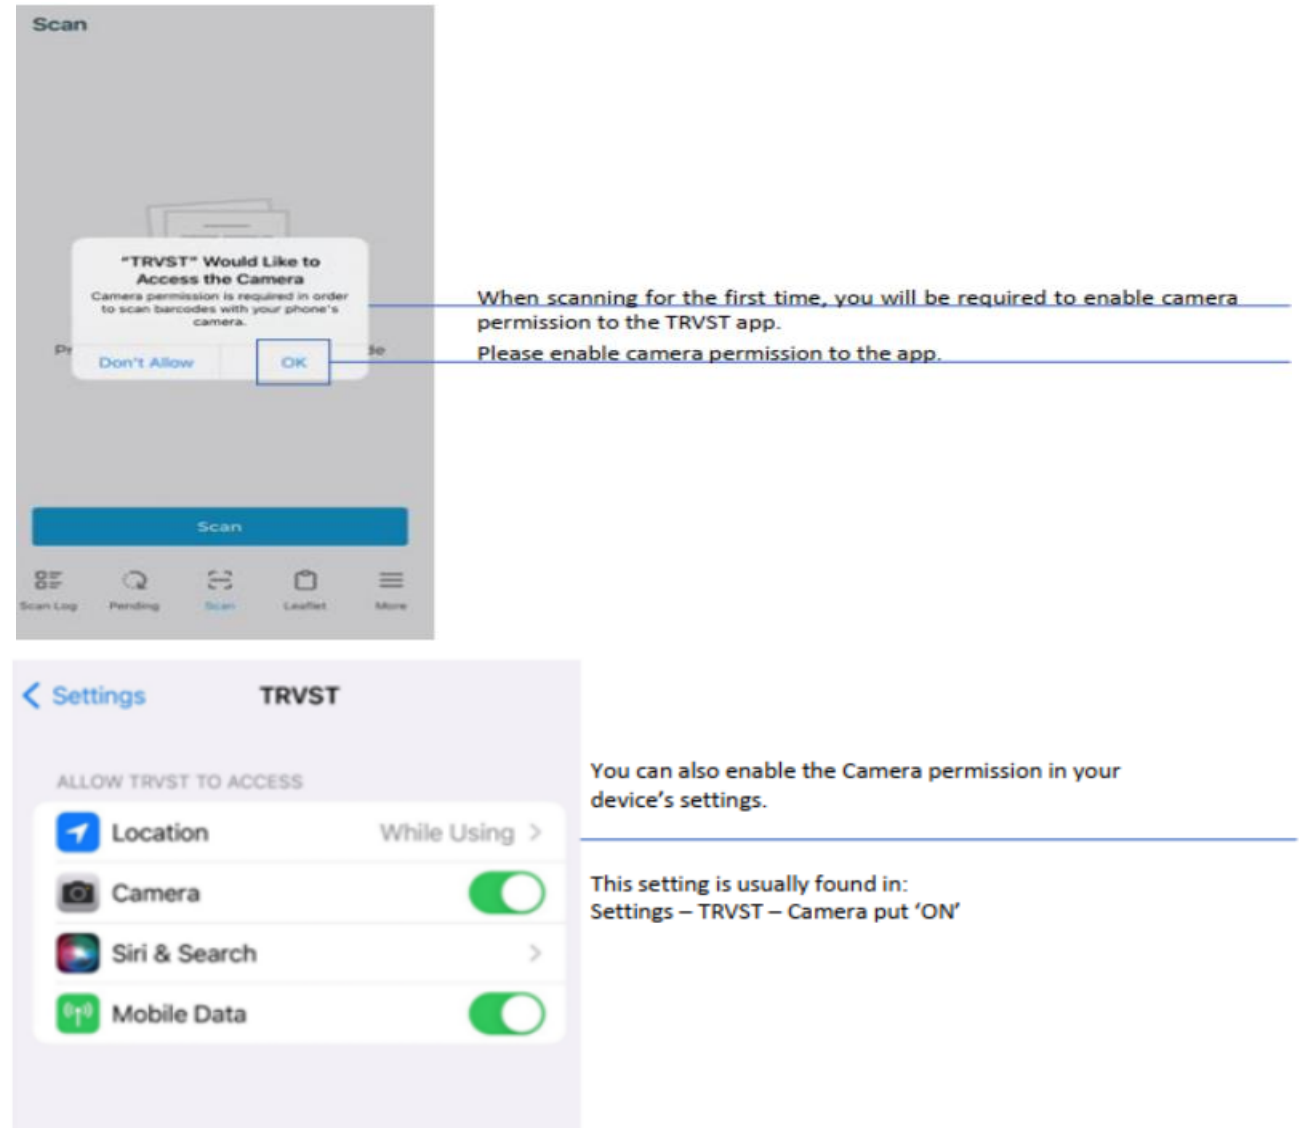 Scan
"TRVST" Would Like to
Access the Camera
Camera permission is required in order
to scan barcodes with your phone's
camera.
Don't Allow
OK
When scanning for the first time, you will be required to enable camera
permission to the TRVST app.
Please enable camera permission to the app.
Scan
Scan Log
Pending
Scan
Leaflet
More
Settings
TRVST
ALLOW TRVST TO ACCESS
Location
While Using
Camera
Siri & Search
Mobile Data
You can also enable the Camera permission in your
device's settings.
This setting is usually found in:
Settings – TRVST – Camera put 'ON'